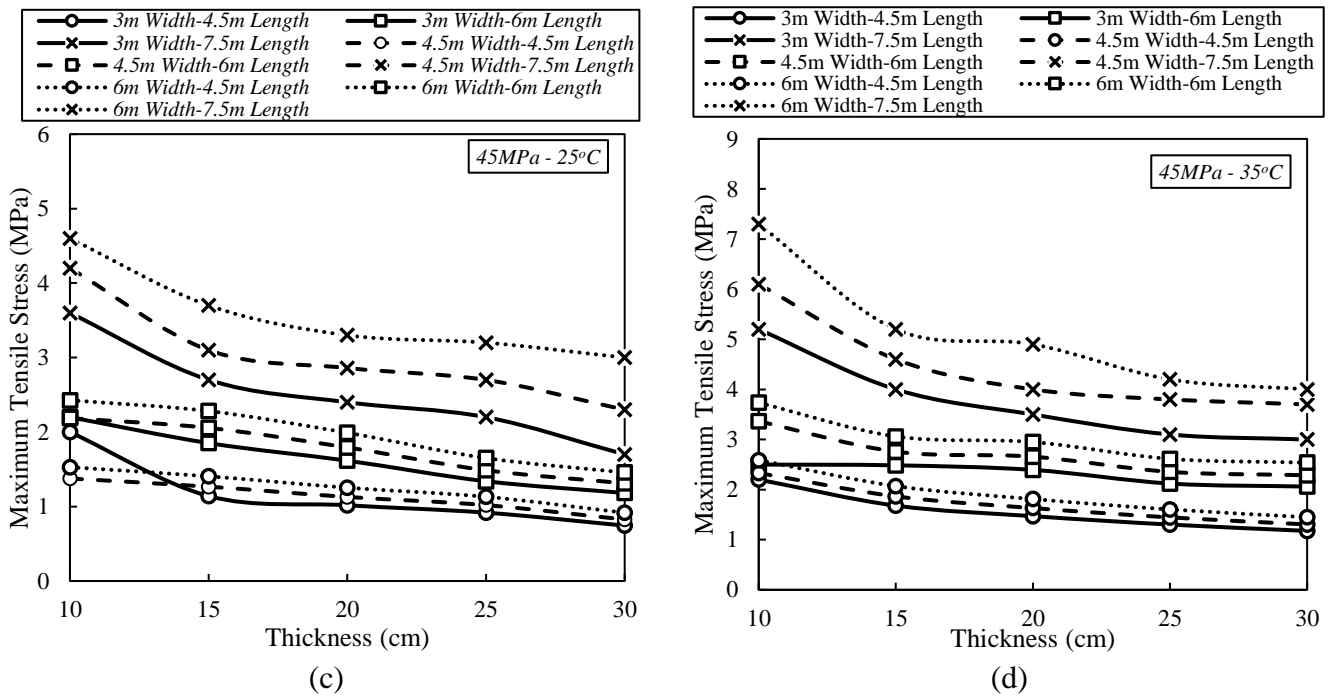 3m Width-4.5m Length
3m Width-6m Length
3m Width-7.5m Length
4.5m Width-4.5m Length
4.5m Width-6m Length
4.5m Width-7.5m Length
6m Width-4.5m Length
6m Width-6m Length
6m Width-7.5m Length
45MPa - 25°C
Maximum Tensile Stress (MPa)
6
5
4
3
2
1
0
10 15 20 25 30
Thickness (cm)
(c)
3m Width-4.5m Length
3m Width-6m Length
3m Width-7.5m Length
4.5m Width-4.5m Length
4.5m Width-6m Length
4.5m Width-7.5m Length
6m Width-4.5m Length
6m Width-6m Length
6m Width-7.5m Length
45MPa - 35°C
Maximum Tensile Stress (MPa)
9
8
7
6
5
4
3
2
1
0
10 15 20 25 30
Thickness (cm)
(d)